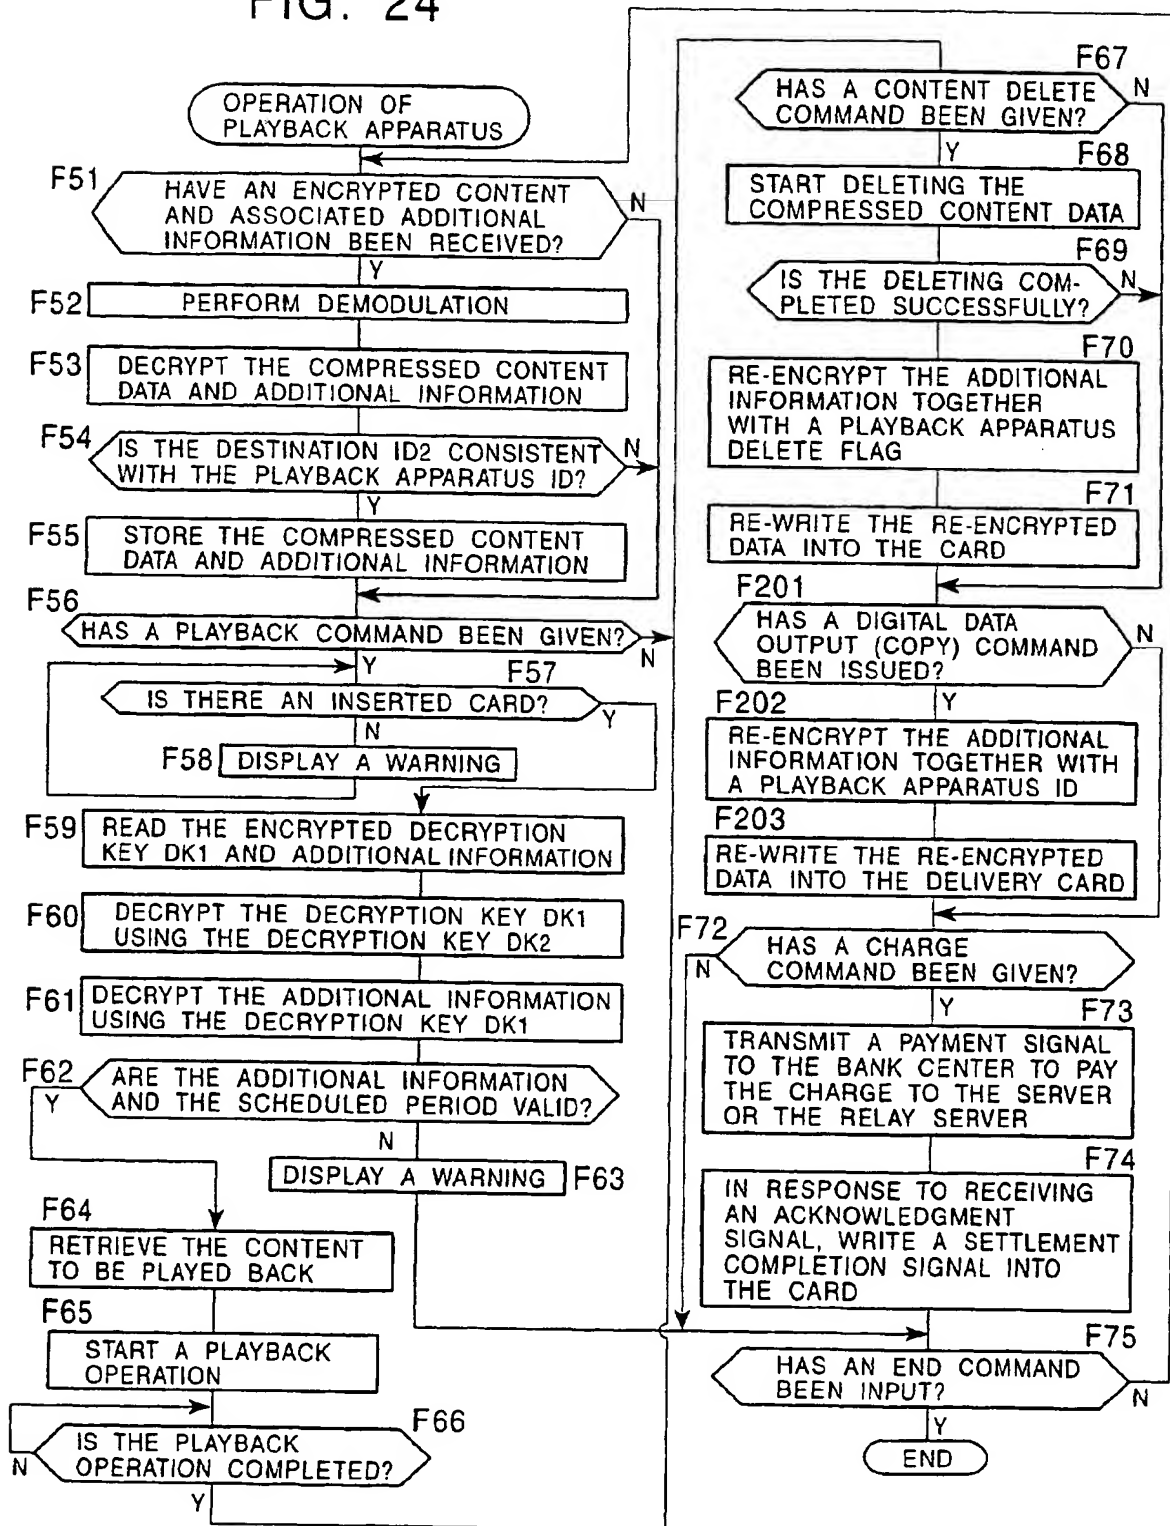 FIG. 24
OPERATION OF
PLAYBACK APPARATUS
F51
HAVE AN ENCRYPTED CONTENT
AND ASSOCIATED ADDITIONAL
INFORMATION BEEN RECEIVED?
N
Y
F52
PERFORM DEMODULATION
F53
DECRYPT THE COMPRESSED CONTENT
DATA AND ADDITIONAL INFORMATION
F54
IS THE DESTINATION ID2 CONSISTENT
WITH THE PLAYBACK APPARATUS ID?
N
Y
F55
STORE THE COMPRESSED CONTENT
DATA AND ADDITIONAL INFORMATION
F56
HAS A PLAYBACK COMMAND BEEN GIVEN?
N
Y
F57
IS THERE AN INSERTED CARD?
Y
N
F58
DISPLAY A WARNING
F59
READ THE ENCRYPTED DECRYPTION
KEY DK1 AND ADDITIONAL INFORMATION
F60
DECRYPT THE DECRYPTION KEY DK1
USING THE DECRYPTION KEY DK2
F61
DECRYPT THE ADDITIONAL INFORMATION
USING THE DECRYPTION KEY DK1
F62
ARE THE ADDITIONAL INFORMATION
AND THE SCHEDULED PERIOD VALID?
Y
N
DISPLAY A WARNING
F63
F64
RETRIEVE THE CONTENT
TO BE PLAYED BACK
F65
START A PLAYBACK
OPERATION
F66
IS THE PLAYBACK
OPERATION COMPLETED?
N
Y
F67
HAS A CONTENT DELETE
COMMAND BEEN GIVEN?
N
Y
F68
START DELETING THE
COMPRESSED CONTENT DATA
F69
IS THE DELETING COM-
PLETED SUCCESSFULLY?
N
F70
RE-ENCRYPT THE ADDITIONAL
INFORMATION TOGETHER
WITH A PLAYBACK APPARATUS
DELETE FLAG
F71
RE-WRITE THE RE-ENCRYPTED
DATA INTO THE CARD
F201
HAS A DIGITAL DATA
OUTPUT (COPY) COMMAND
BEEN ISSUED?
N
Y
F202
RE-ENCRYPT THE ADDITIONAL
INFORMATION TOGETHER WITH
A PLAYBACK APPARATUS ID
F203
RE-WRITE THE RE-ENCRYPTED
DATA INTO THE DELIVERY CARD
F72
HAS A CHARGE
COMMAND BEEN GIVEN?
N
Y
F73
TRANSMIT A PAYMENT SIGNAL
TO THE BANK CENTER TO PAY
THE CHARGE TO THE SERVER
OR THE RELAY SERVER
F74
IN RESPONSE TO RECEIVING
AN ACKNOWLEDGMENT
SIGNAL, WRITE A SETTLEMENT
COMPLETION SIGNAL INTO
THE CARD
F75
HAS AN END COMMAND
BEEN INPUT?
N
Y
END